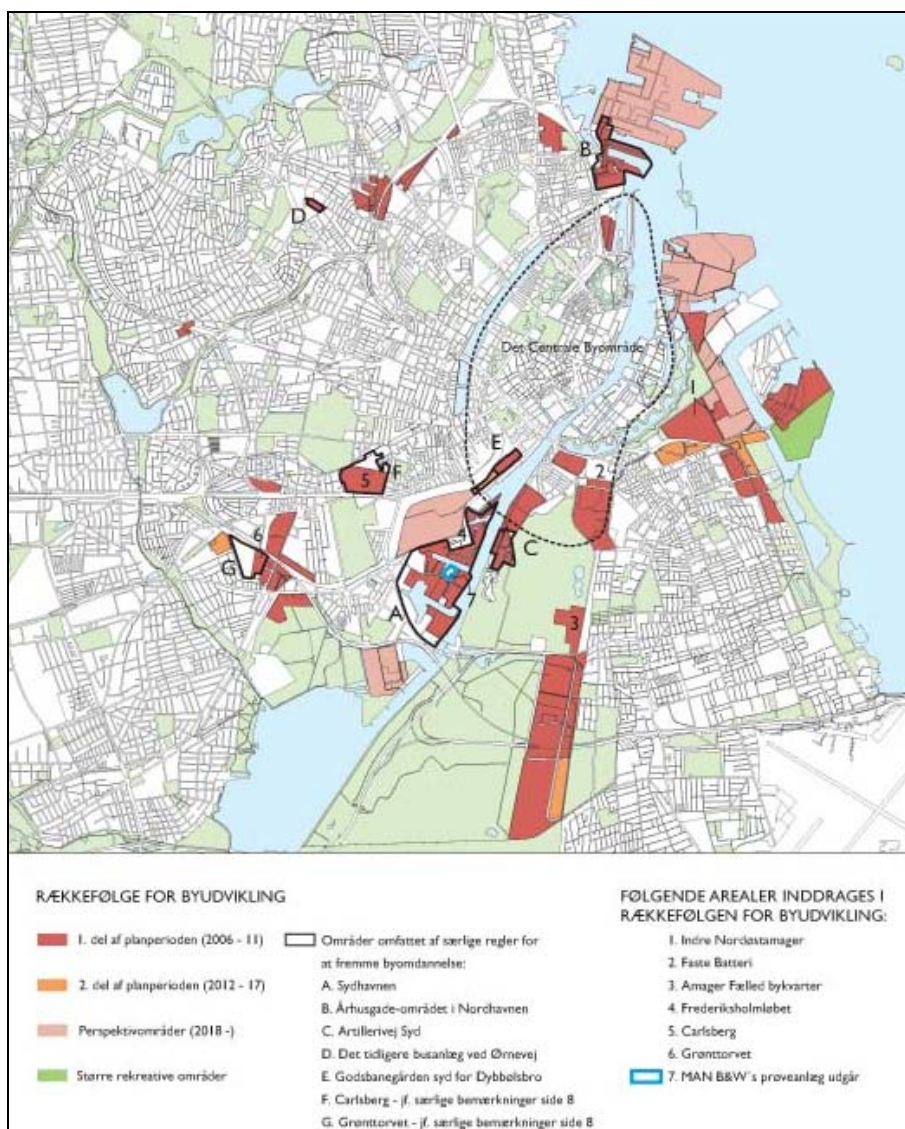 B
D
Det Centrale Byområde
1
E
2
5
F
4
6
C
G
7
A
3
RÆKKEFØLGE FOR BYUDVIKLING
1. del af planperioden (2006 - 11)
2. del af planperioden (2012 - 17)
Perspektivområder (2018 -)
Større rekreative områder
Områder omfattet af særlige regler for
at fremme byomdannelse:
A. Sydhavnen
B. Århusgade-området i Nordhavnen
C. Artillerivej Syd
D. Det tidligere busanlæg ved Ørnevej
E. Godsbanegården syd for Dybbølsbro
F. Carlsberg - jf. særlige bemærkninger side 8
G. Grønttorvet - jf. særlige bemærkninger side 8
FØLGENDE AREALER INDDRAGES I
RÆKKEFØLGEN FOR BYUDVIKLING:
1. Indre Nordøstamager
2. Faste Batteri
3. Amager Fælled bykvarter
4. Frederiksholmløbet
5. Carlsberg
6. Grønttorvet
7. MAN B&W´s prøveanlæg udgår